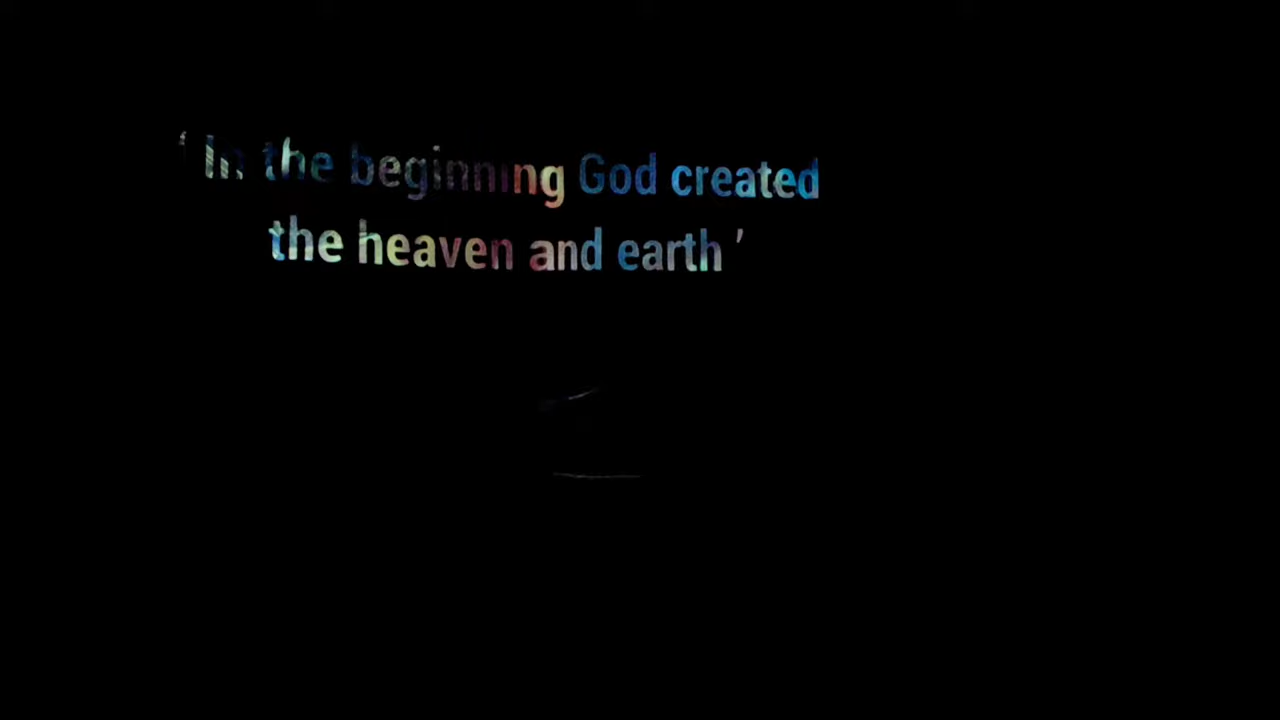 ‘ In the beginning God created
the heaven and earth ’